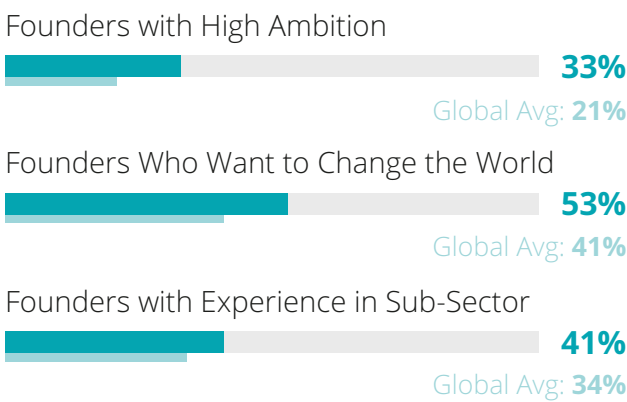 Founders with High Ambition
33%
Global Avg: 21%
Founders Who Want to Change the World
53%
Global Avg: 41%
Founders with Experience in Sub-Sector
41%
Global Avg: 34%